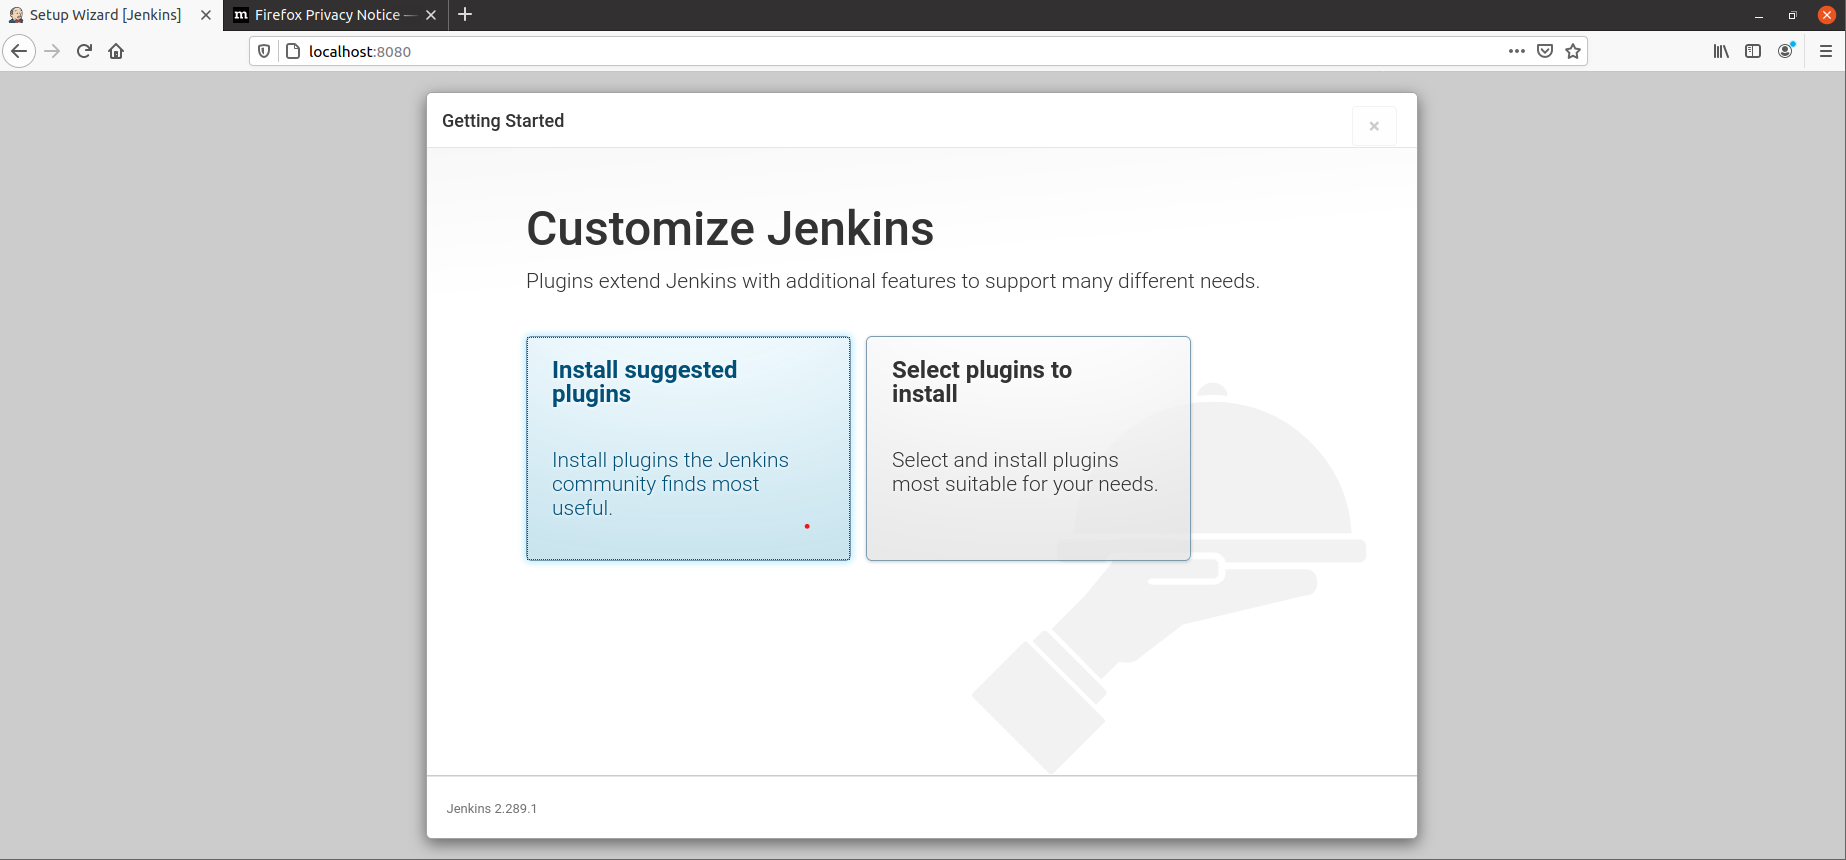 Setup Wizard [Jenkins]
m Firefox Privacy Notice —
localhost:8080
Getting Started
Customize Jenkins
Plugins extend Jenkins with additional features to support many different needs.
Install suggested
plugins
Install plugins the Jenkins
community finds most
useful.
Select plugins to
install
Select and install plugins
most suitable for your needs.
Jenkins 2.289.1